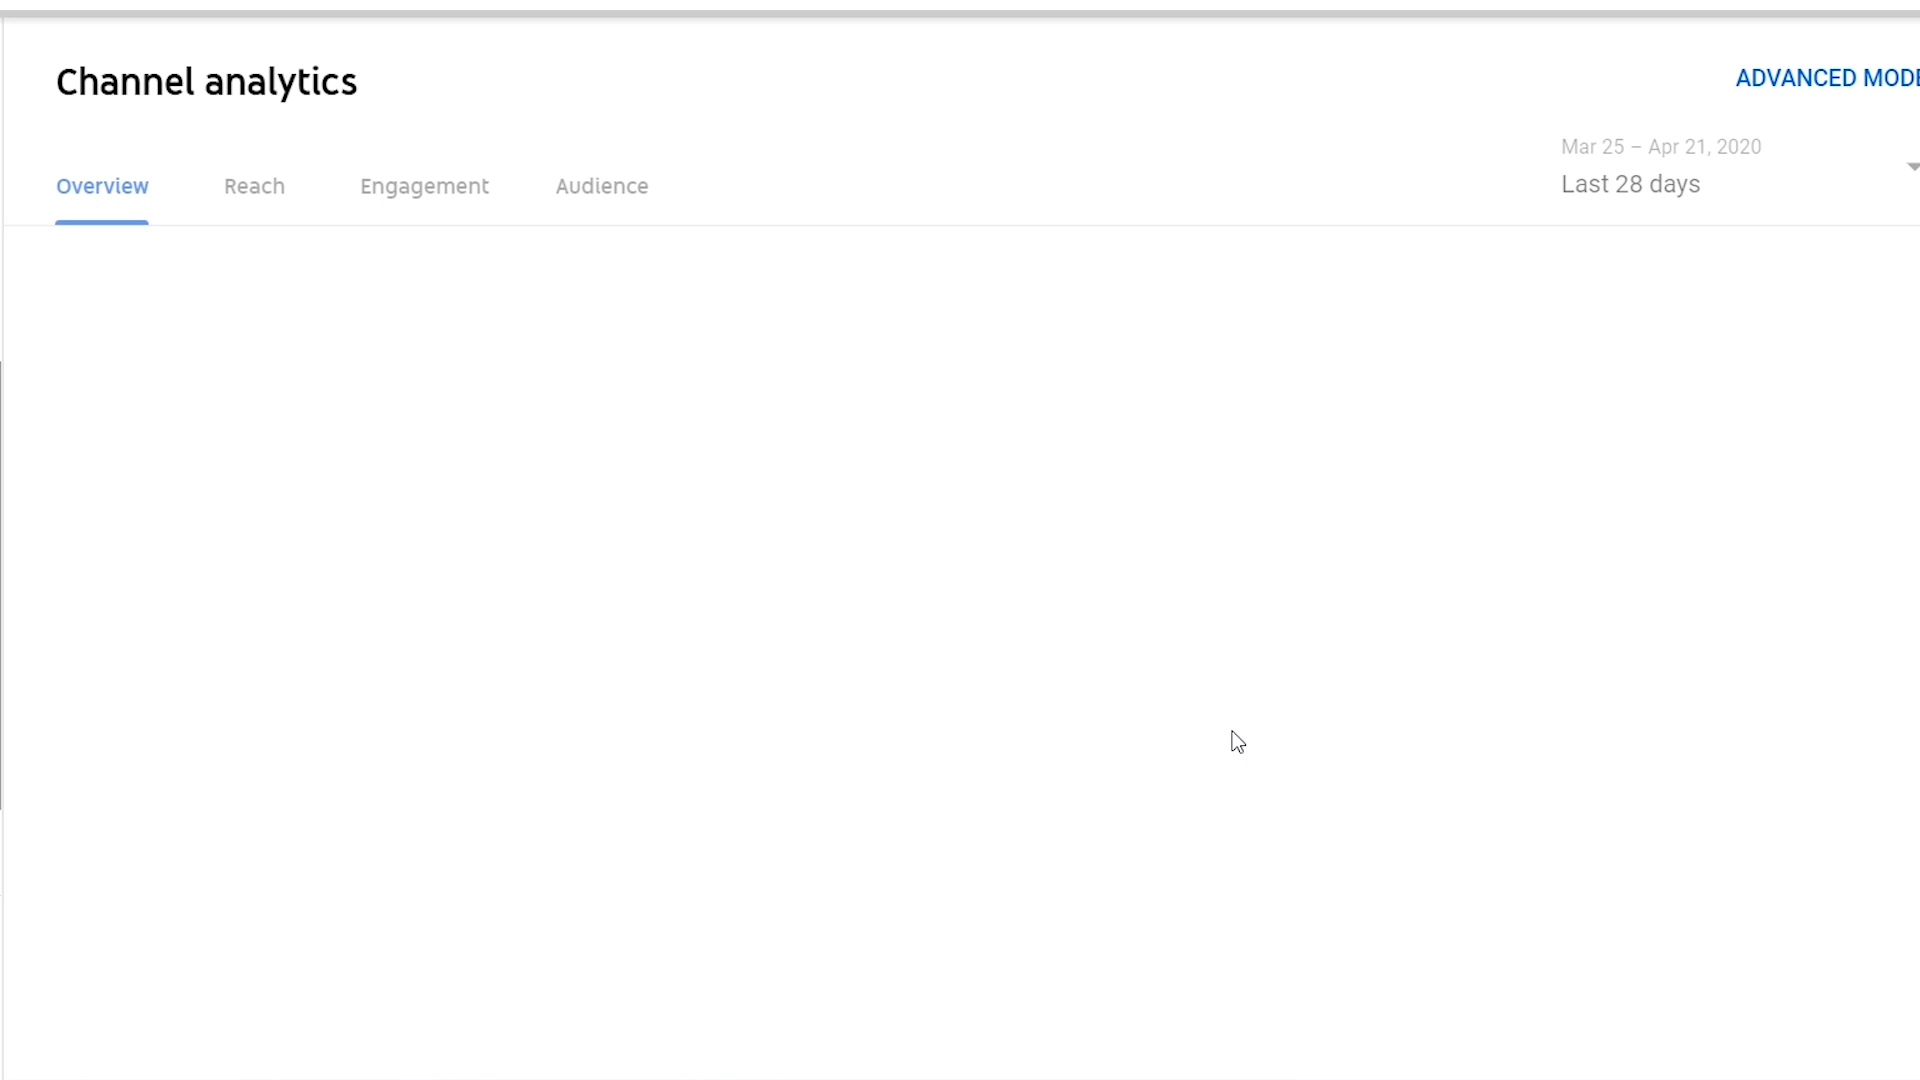 Channel analytics
ADVANCED MODE
Mar 25 – Apr 21, 2020
Last 28 days
Overview
Reach
Engagement
Audience